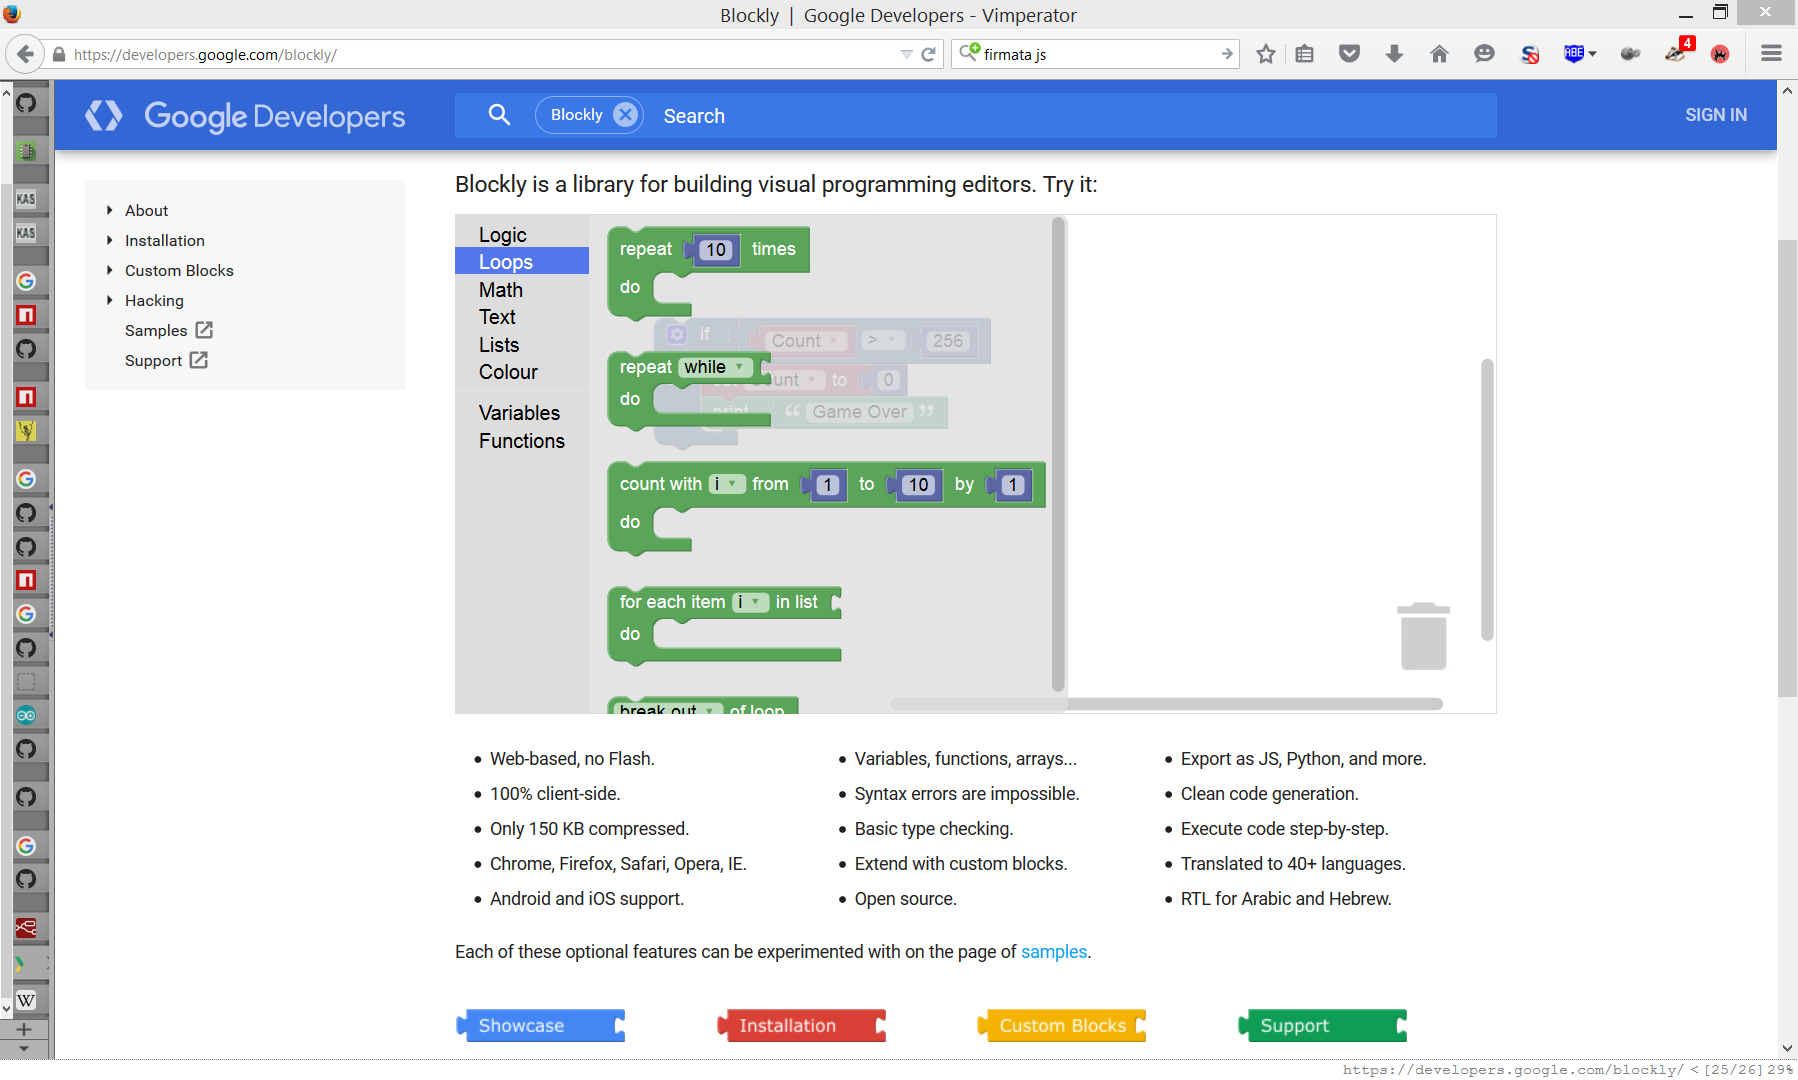 Blockly | Google Developers - Vimperator
https://developers.google.com/blockly/
firmata js
ABE
4
Google Developers
Blockly
Search
SIGN IN
KAS
KAS
W
About
Installation
Custom Blocks
Hacking
Samples
Support
Blockly is a library for building visual programming editors. Try it:
Logic
Loops
Math
Text
Lists
Colour
Variables
Functions
repeat 10 times
do
if Count > 256
repeat while
to 0
do
print “ Game Over ”
count with i from 1 to 10 by 1
do
for each item i in list
do
break out of loop
• Web-based, no Flash.
• 100% client-side.
• Only 150 KB compressed.
• Chrome, Firefox, Safari, Opera, IE.
• Android and iOS support.
• Variables, functions, arrays...
• Syntax errors are impossible.
• Basic type checking.
• Extend with custom blocks.
• Open source.
• Export as JS, Python, and more.
• Clean code generation.
• Execute code step-by-step.
• Translated to 40+ languages.
• RTL for Arabic and Hebrew.
Each of these optional features can be experimented with on the page of samples.
Showcase
Installation
Custom Blocks
Support
https://developers.google.com/blockly/ < [25/26] 29%